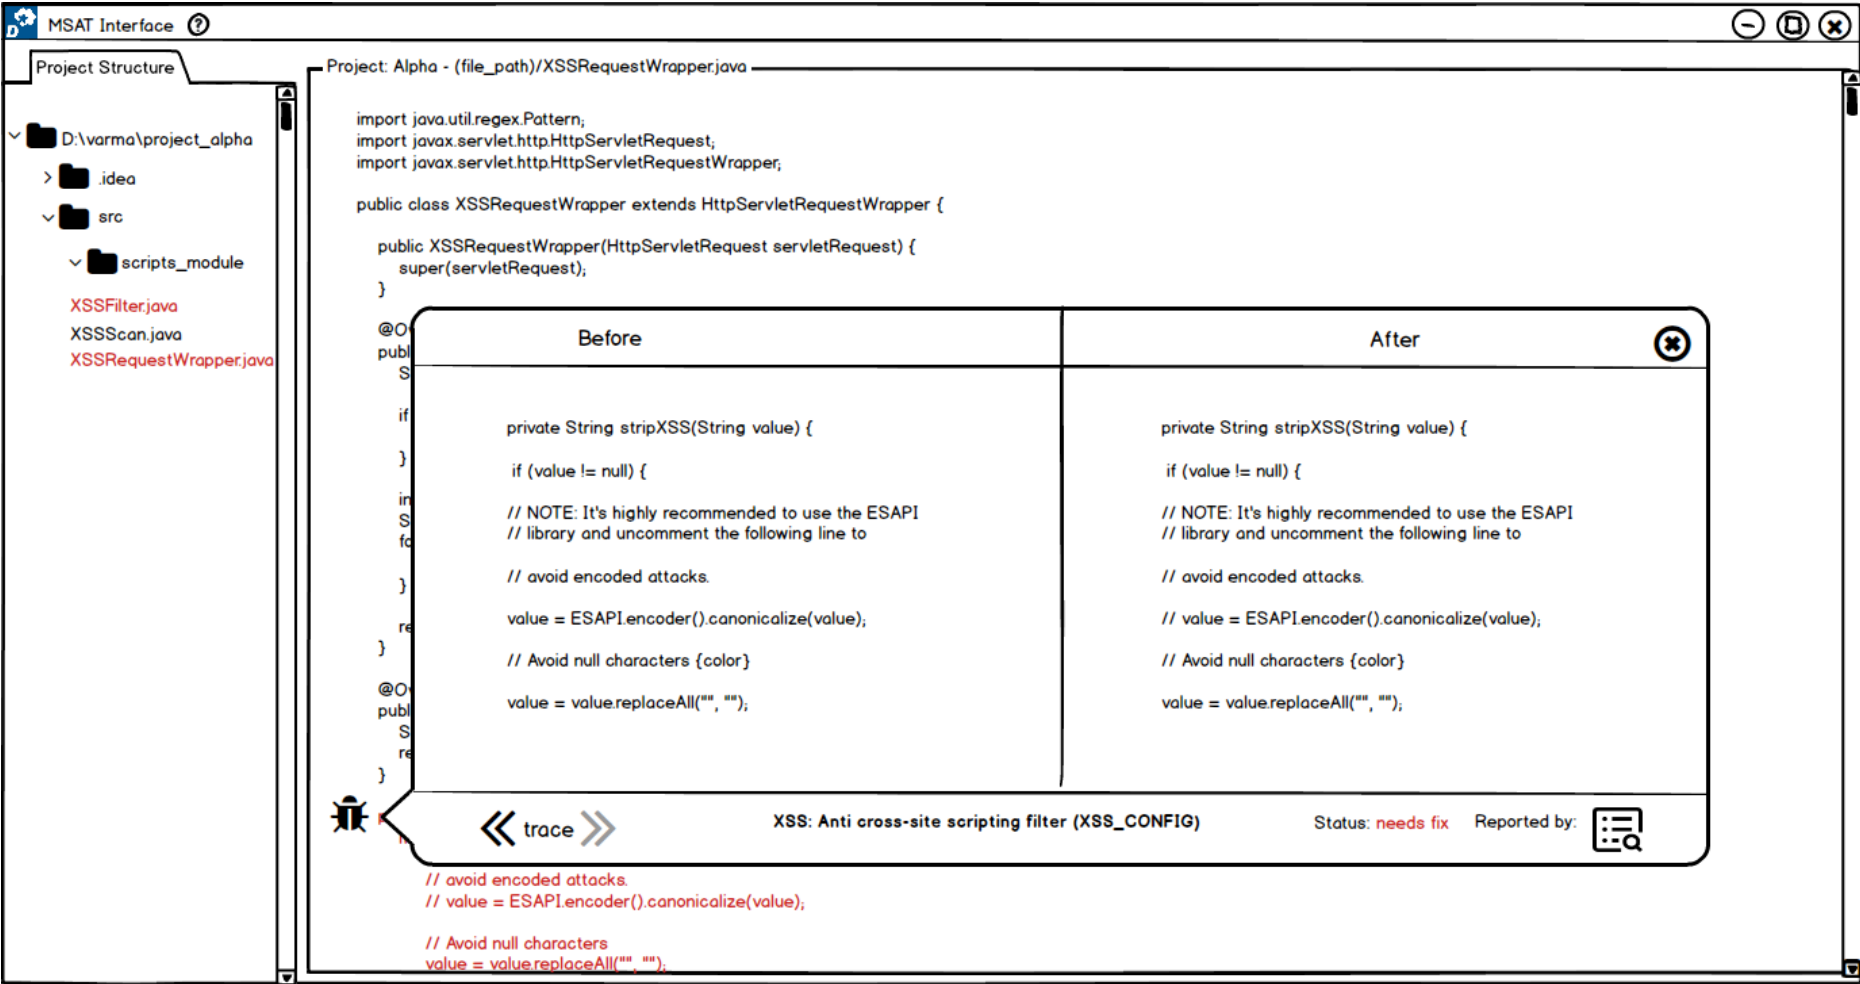 MSAT Interface ?
Project Structure
D:\varma\project_alpha
.idea
src
scripts_module
XSSFilter.java
XSSScan.java
XSSRequestWrapper.java
Project: Alpha - (file_path)/XSSRequestWrapper.java
import java.util.regex.Pattern;
import javax.servlet.http.HttpServletRequest;
import javax.servlet.http.HttpServletRequestWrapper;
public class XSSRequestWrapper extends HttpServletRequestWrapper {
public XSSRequestWrapper(HttpServletRequest servletRequest) {
super(servletRequest);
}
@O
publ
S
if
}
in
S
fo
}
re
}
@O
publ
S
re
}
Before
private String stripXSS(String value) {
if (value != null) {
// NOTE: It's highly recommended to use the ESAPI
// library and uncomment the following line to
// avoid encoded attacks.
value = ESAPI.encoder().canonicalize(value);
// Avoid null characters {color}
value = value.replaceAll("", "");
After
private String stripXSS(String value) {
if (value != null) {
// NOTE: It's highly recommended to use the ESAPI
// library and uncomment the following line to
// avoid encoded attacks.
// value = ESAPI.encoder().canonicalize(value);
// Avoid null characters {color}
value = value.replaceAll("", "");
trace
XSS: Anti cross-site scripting filter (XSS_CONFIG)
Status: needs fix
Reported by:
// avoid encoded attacks.
// value = ESAPI.encoder().canonicalize(value);
// Avoid null characters
value = value.replaceAll("", "");